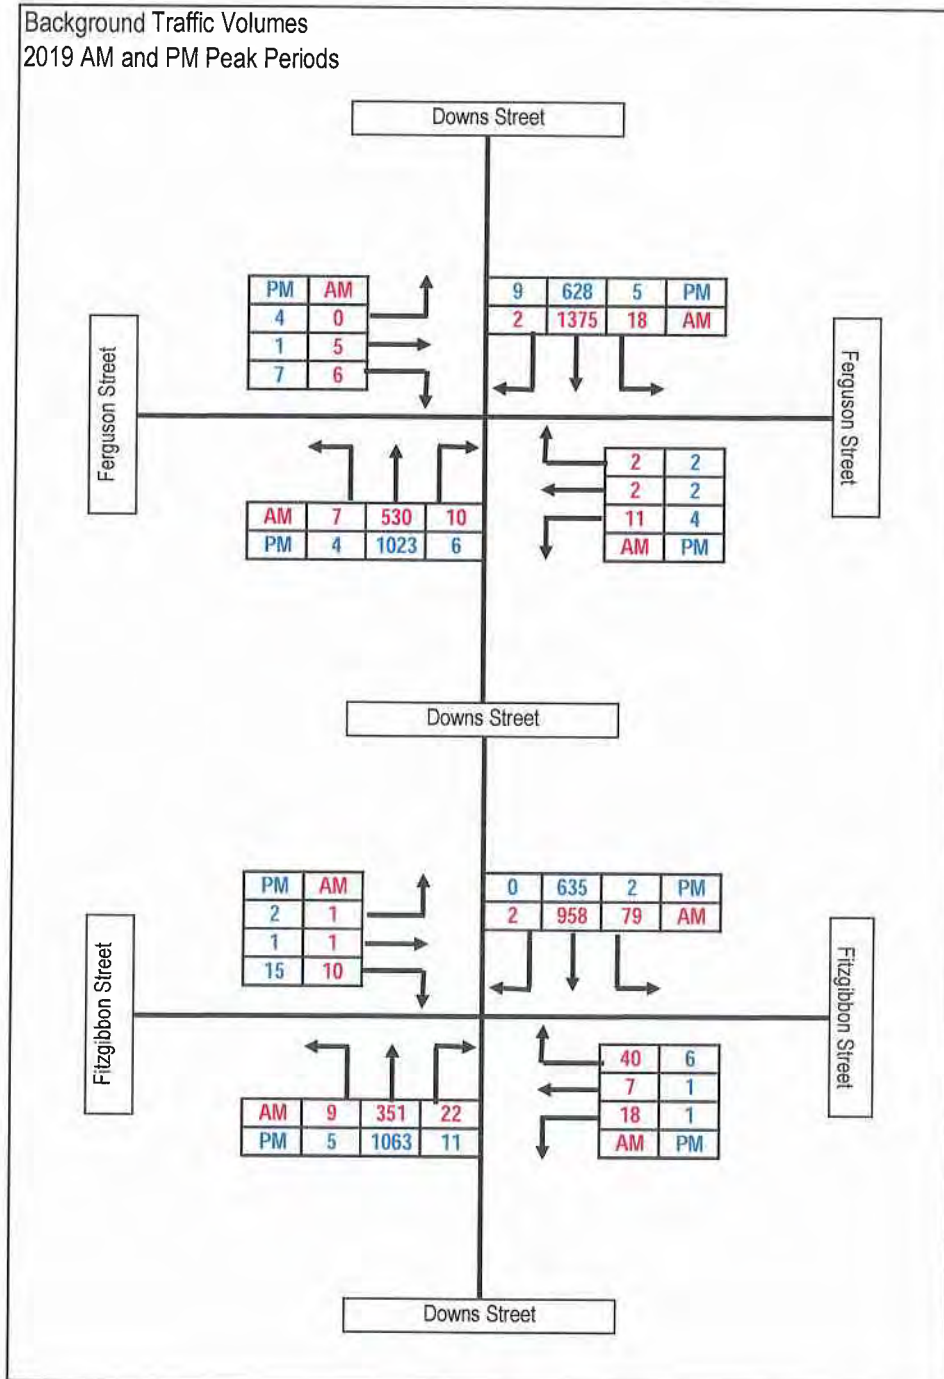 Background Traffic Volumes
2019 AM and PM Peak Periods
Downs Street
PM AM
4 0
1 5
7 6
9 628 5 PM
2 1375 18 AM
Ferguson Street
Ferguson Street
AM 7 530 10
PM 4 1023 6
2 2
2 2
11 4
AM PM
Downs Street
PM AM
2 1
1 1
15 10
0 635 2 PM
2 958 79 AM
Fitzgibbon Street
Fitzgibbon Street
AM 9 351 22
PM 5 1063 11
40 6
7 1
18 1
AM PM
Downs Street